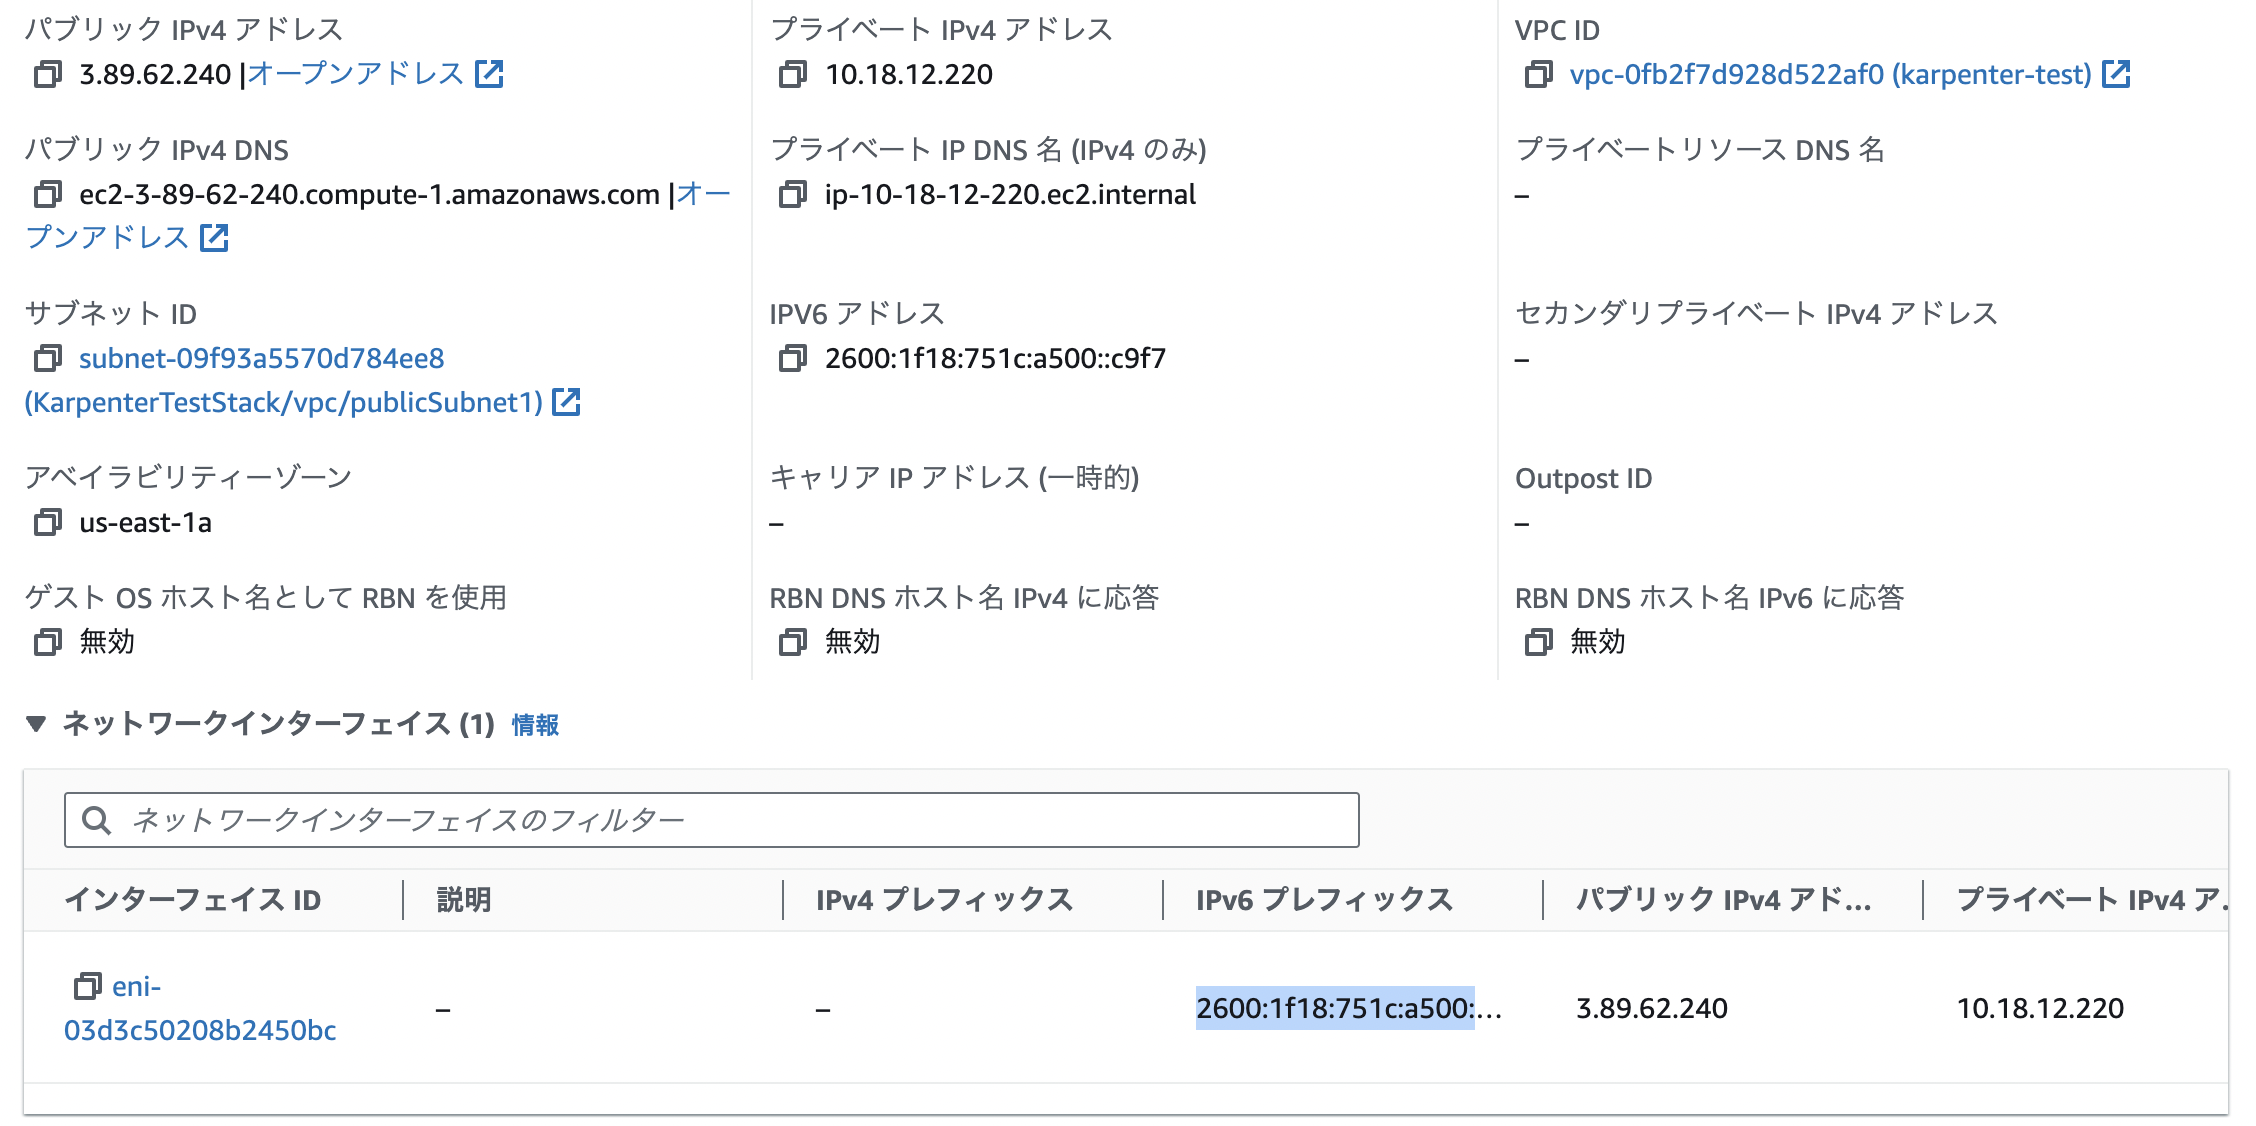 パブリック IPv4 アドレス
3.89.62.240 |オープンアドレス
プライベート IPv4 アドレス
10.18.12.220
VPC ID
vpc-0fb2f7d928d522af0 (karpenter-test)
パブリック IPv4 DNS
ec2-3-89-62-240.compute-1.amazonaws.com |オー
プンアドレス
プライベート IP DNS 名 (IPv4 のみ)
ip-10-18-12-220.ec2.internal
プライベートリソース DNS 名
–
サブネット ID
subnet-09f93a5570d784ee8
(KarpenterTestStack/vpc/publicSubnet1)
IPV6 アドレス
2600:1f18:751c:a500::c9f7
セカンダリプライベート IPv4 アドレス
–
アベイラビリティーゾーン
us-east-1a
キャリア IP アドレス (一時的)
–
Outpost ID
–
ゲスト OS ホスト名として RBN を使用
無効
RBN DNS ホスト名 IPv4 に応答
無効
RBN DNS ホスト名 IPv6 に応答
無効
ネットワークインターフェイス (1) 情報
ネットワークインターフェイスのフィルター
インターフェイス ID
説明
IPv4 プレフィックス
IPv6 プレフィックス
パブリック IPv4 アド...
プライベート IPv4 ア..
eni-
03d3c50208b2450bc
–
–
2600:1f18:751c:a500:...
3.89.62.240
10.18.12.220